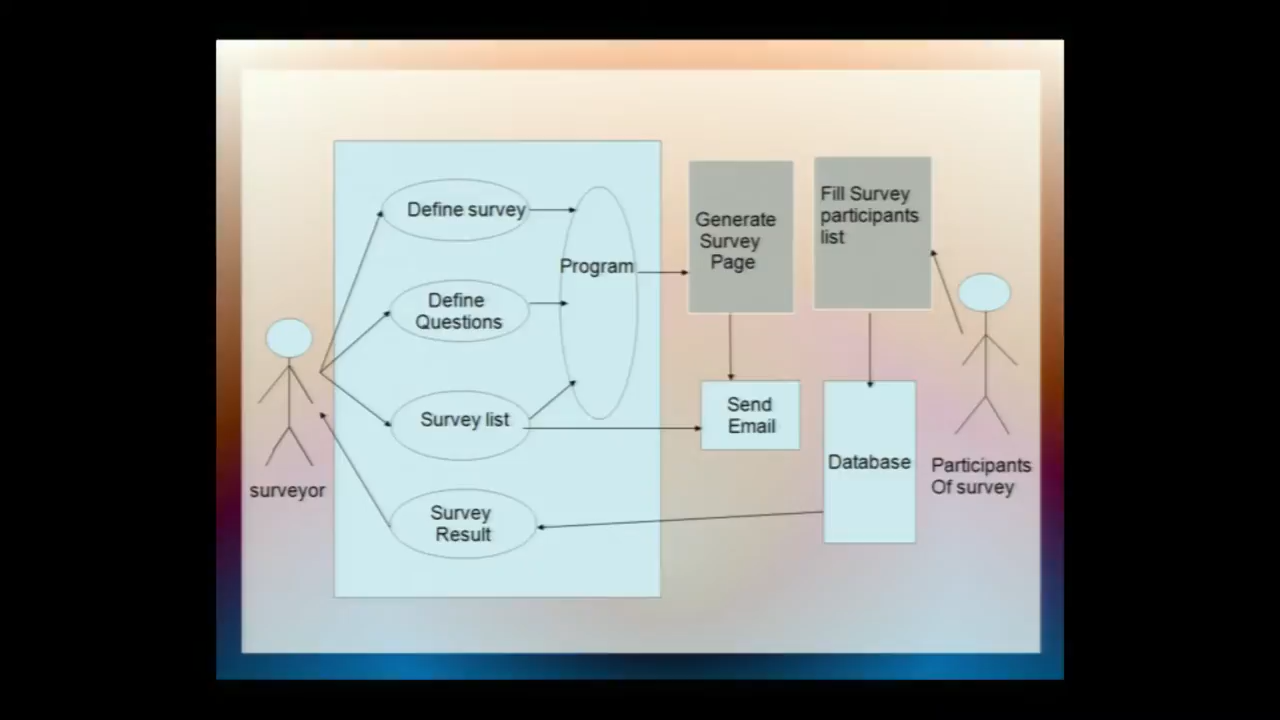 Define survey
Define
Questions
Survey list
Survey
Result
Program
Generate
Survey
Page
Fill Survey
participants
list
Send
Email
Database
surveyor
Participants
Of survey